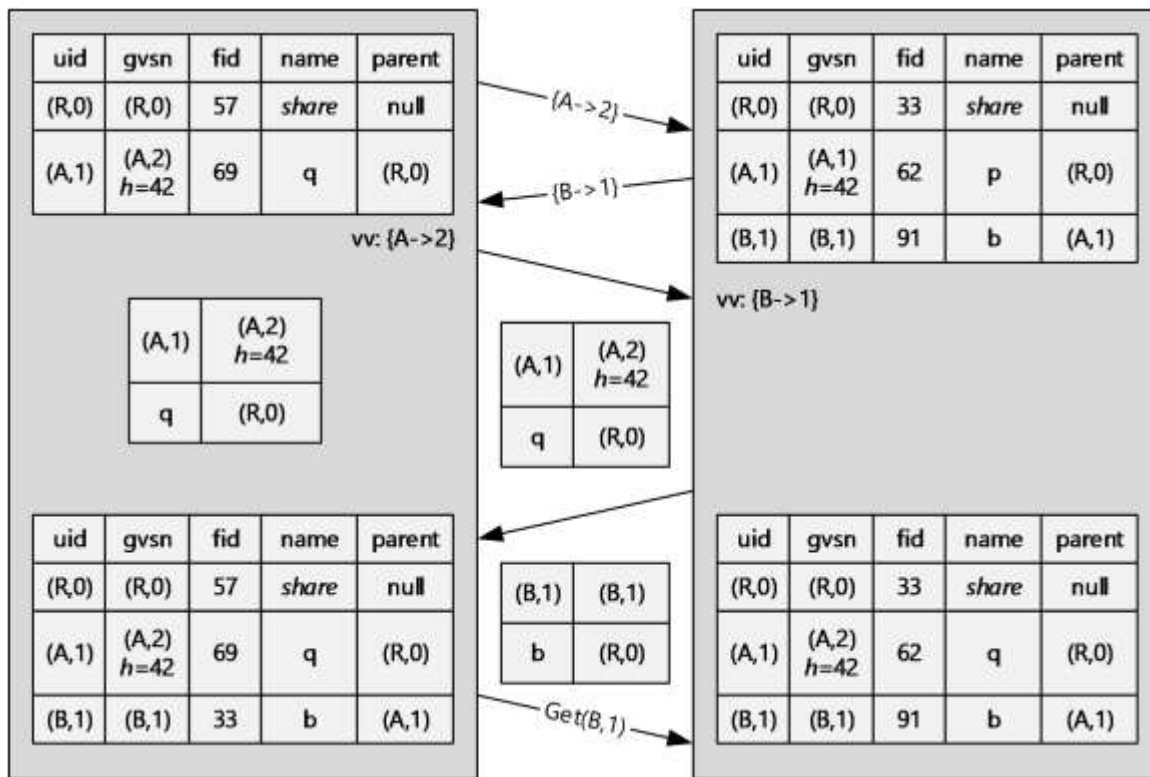 uid gvsn fid name parent
(R,0) (R,0) 57 share null
(A,1) (A,2) h=42 69 q (R,0)
vv: {A->2}
(A,1) (A,2) h=42
q (R,0)
uid gvsn fid name parent
(R,0) (R,0) 57 share null
(A,1) (A,2) h=42 69 q (R,0)
(B,1) (B,1) 33 b (A,1)
{A->2}
{B->1}
(A,1) (A,2) h=42
q (R,0)
(B,1) (B,1)
b (R,0)
Get(B,1)
uid gvsn fid name parent
(R,0) (R,0) 33 share null
(A,1) (A,1) h=42 62 p (R,0)
(B,1) (B,1) 91 b (A,1)
vv: {B->1}
uid gvsn fid name parent
(R,0) (R,0) 33 share null
(A,1) (A,2) h=42 62 q (R,0)
(B,1) (B,1) 91 b (A,1)